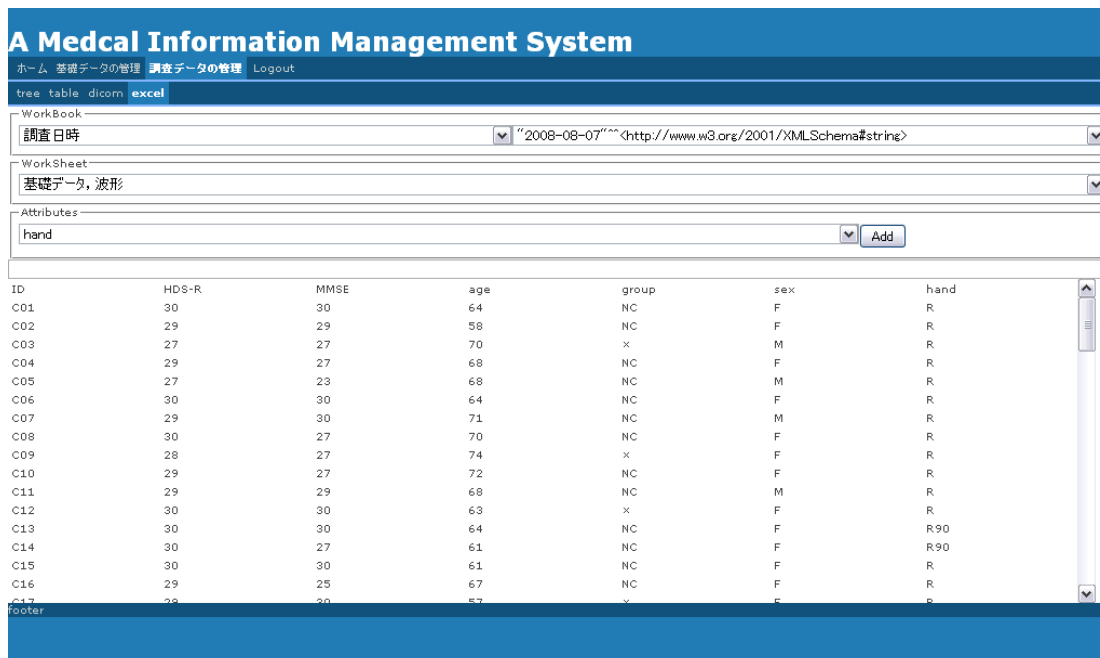 A Medcal Information Management System
ホーム 基礎データの管理 調査データの管理 Logout
tree table dicom excel
WorkBook
調査日時 "2008-08-07"^^<http://www.w3.org/2001/XMLSchema#string>
WorkSheet
基礎データ, 波形
Attributes
hand Add
ID HDS-R MMSE age group sex hand
C01 30 30 64 NC F R
C02 29 29 58 NC F R
C03 27 27 70 × M R
C04 29 27 68 NC F R
C05 27 23 68 NC M R
C06 30 30 64 NC F R
C07 29 30 71 NC M R
C08 30 27 70 NC F R
C09 28 27 74 × F R
C10 29 27 72 NC F R
C11 29 29 68 NC M R
C12 30 30 63 × F R
C13 30 30 64 NC F R90
C14 30 27 61 NC F R90
C15 30 30 61 NC F R
C16 29 25 67 NC F R
C17 29 30 57 × F R
footer